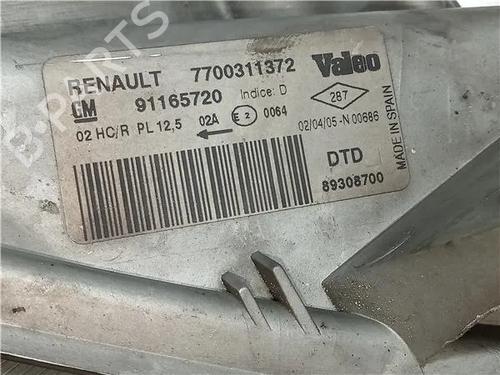 RENAULT 7700311372 Valeo
GM 91165720 Indice: D 287
02 HC/R PL 12,5 02A E2 0064 02/04/05-N 00686
DTD
89308700
MADE IN SPAIN
B-PARTS